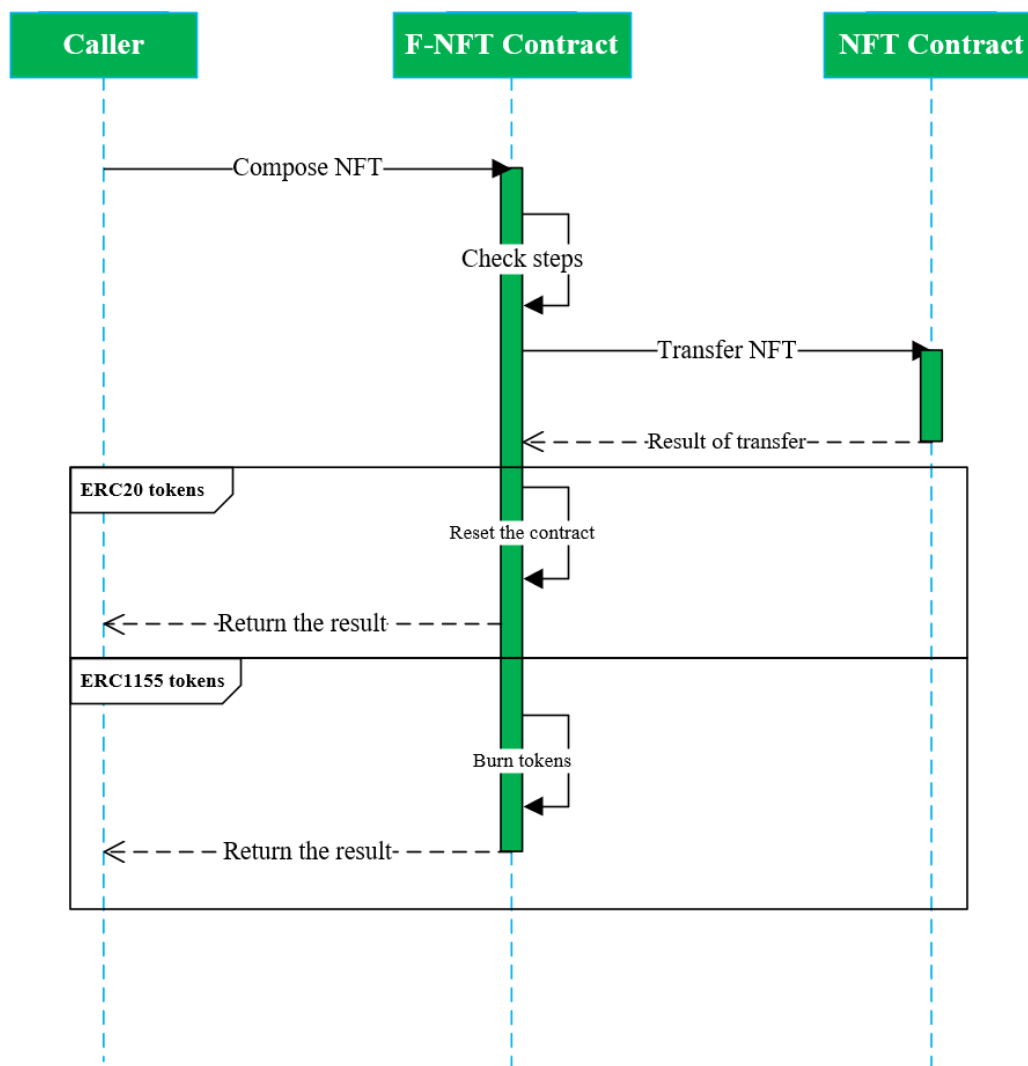 Caller
F-NFT Contract
NFT Contract
Compose NFT
Check steps
Transfer NFT
Result of transfer
ERC20 tokens
Reset the contract
Return the result
ERC1155 tokens
Burn tokens
Return the result